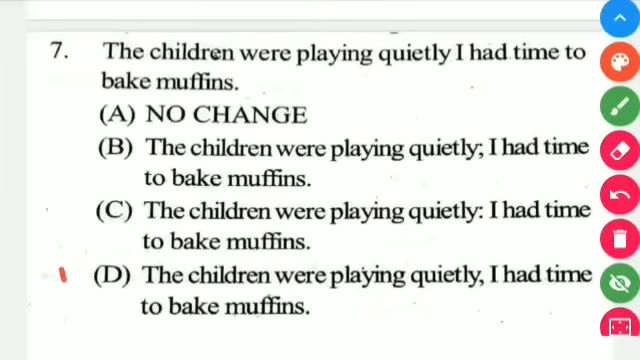 7. The children were playing quietly I had time to
bake muffins.
(A) NO CHANGE
(B) The children were playing quietly; I had time
to bake muffins.
(C) The children were playing quietly: I had time
to bake muffins.
(D) The children were playing quietly, I had time
to bake muffins.